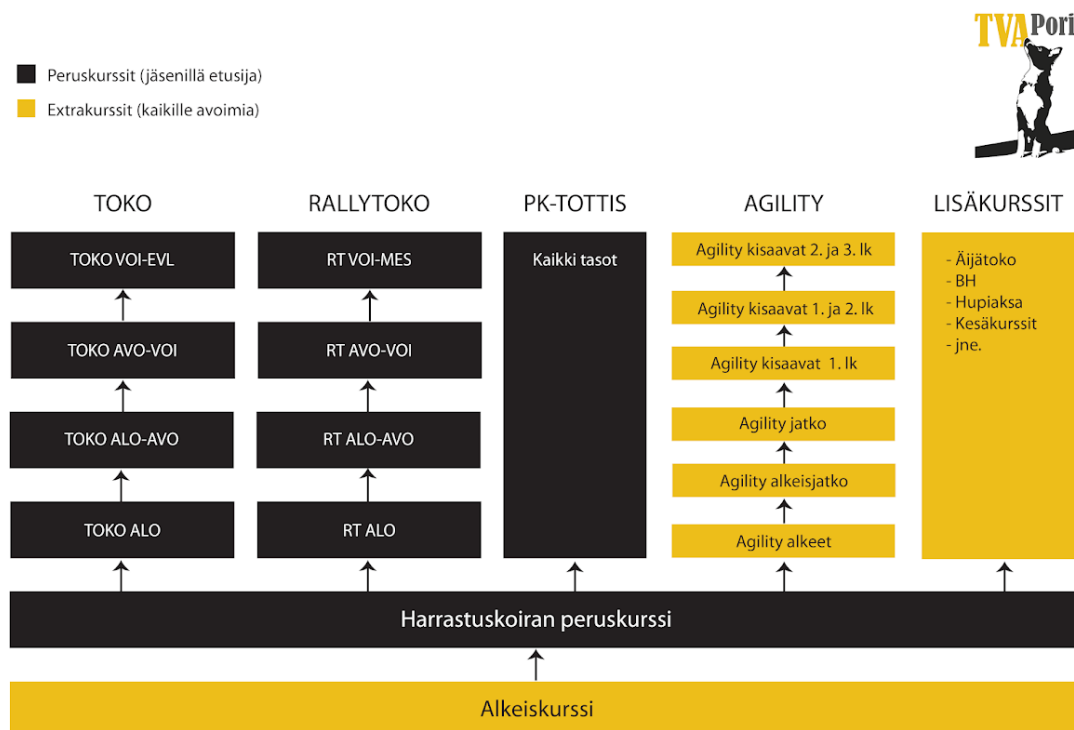 TVA Pori
Peruskurssit (jäsenillä etusija)
Extrakurssit (kaikille avoimia)
TOKO
TOKO VOI-EVL
TOKO AVO-VOI
TOKO ALO-AVO
TOKO ALO
RALLYTOKO
RT VOI-MES
RT AVO-VOI
RT ALO-AVO
RT ALO
PK-TOTTIS
Kaikki tasot
AGILITY
Agility kisaavat 2. ja 3. lk
Agility kisaavat 1. ja 2. lk
Agility kisaavat 1. lk
Agility jatko
Agility alkeisjatko
Agility alkeet
LISÄKURSSIT
- Äijätoko
- BH
- Hupiaksa
- Kesäkurssit
- jne.
Harrastuskoiran peruskurssi
Alkeiskurssi